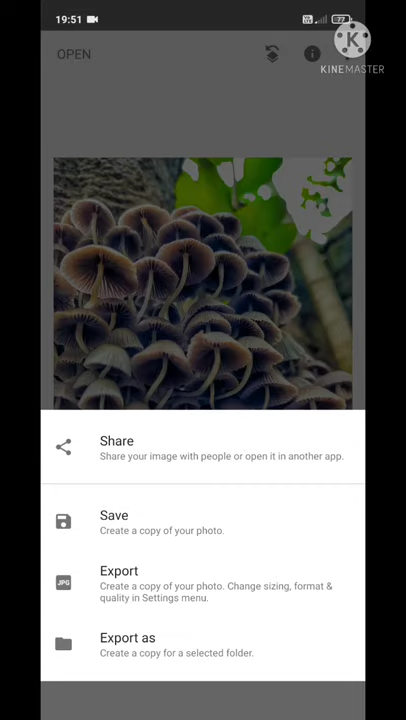 19:51
77
OPEN
K
KINEMASTER
Share
Share your image with people or open it in another app.
Save
Create a copy of your photo.
JPG
Export
Create a copy of your photo. Change sizing, format &
quality in Settings menu.
Export as
Create a copy for a selected folder.